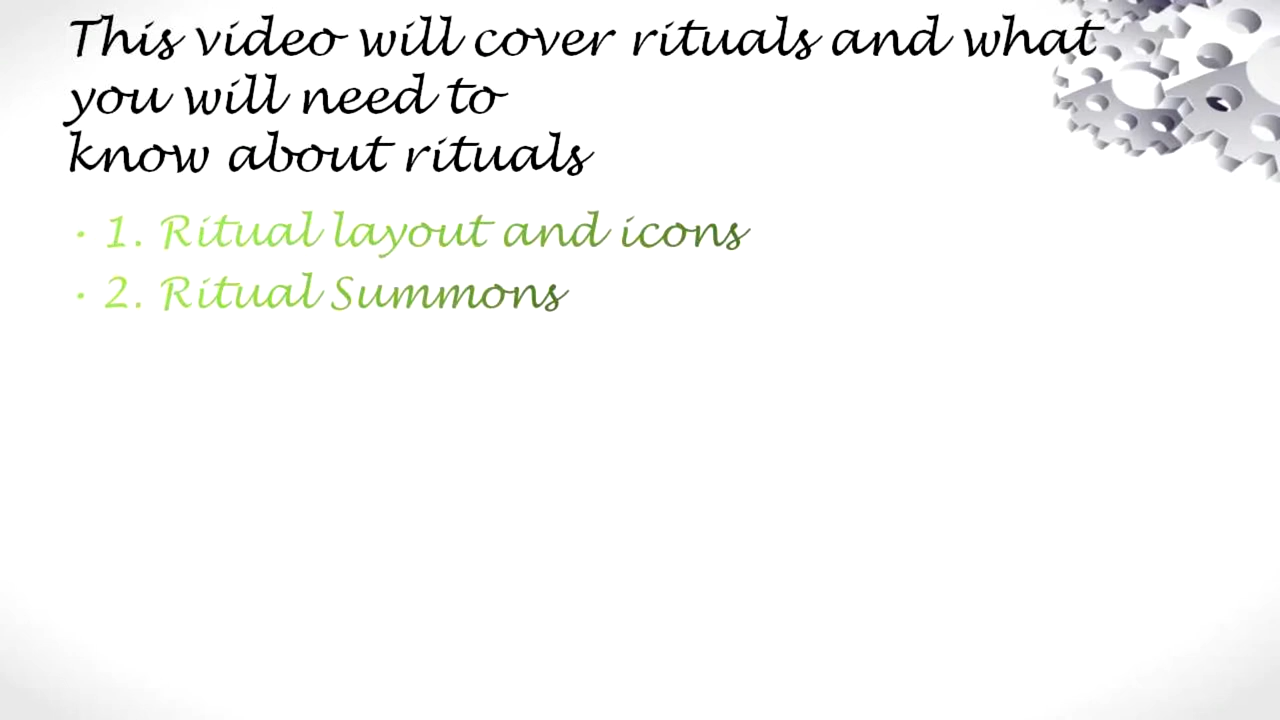 This video will cover rituals and what
you will need to
know about rituals
• 1. Ritual layout and icons
• 2. Ritual Summons